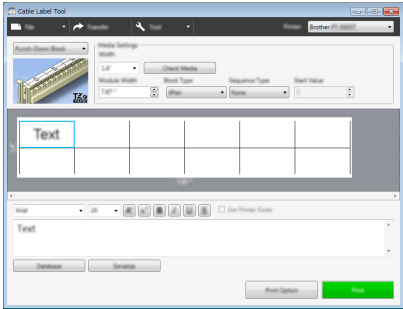 Cable Label Tool
File Transfer Tool Printer Brother
Punch-Down Block
Media Settings
Width
1.4" Check Media
Module Width Block Type Sequence Type Start Value
7.87" 4Pair None 1
TZe
Text
Arial 24 Use Printer Fonts
Text
Database Serialize
Print Option Print